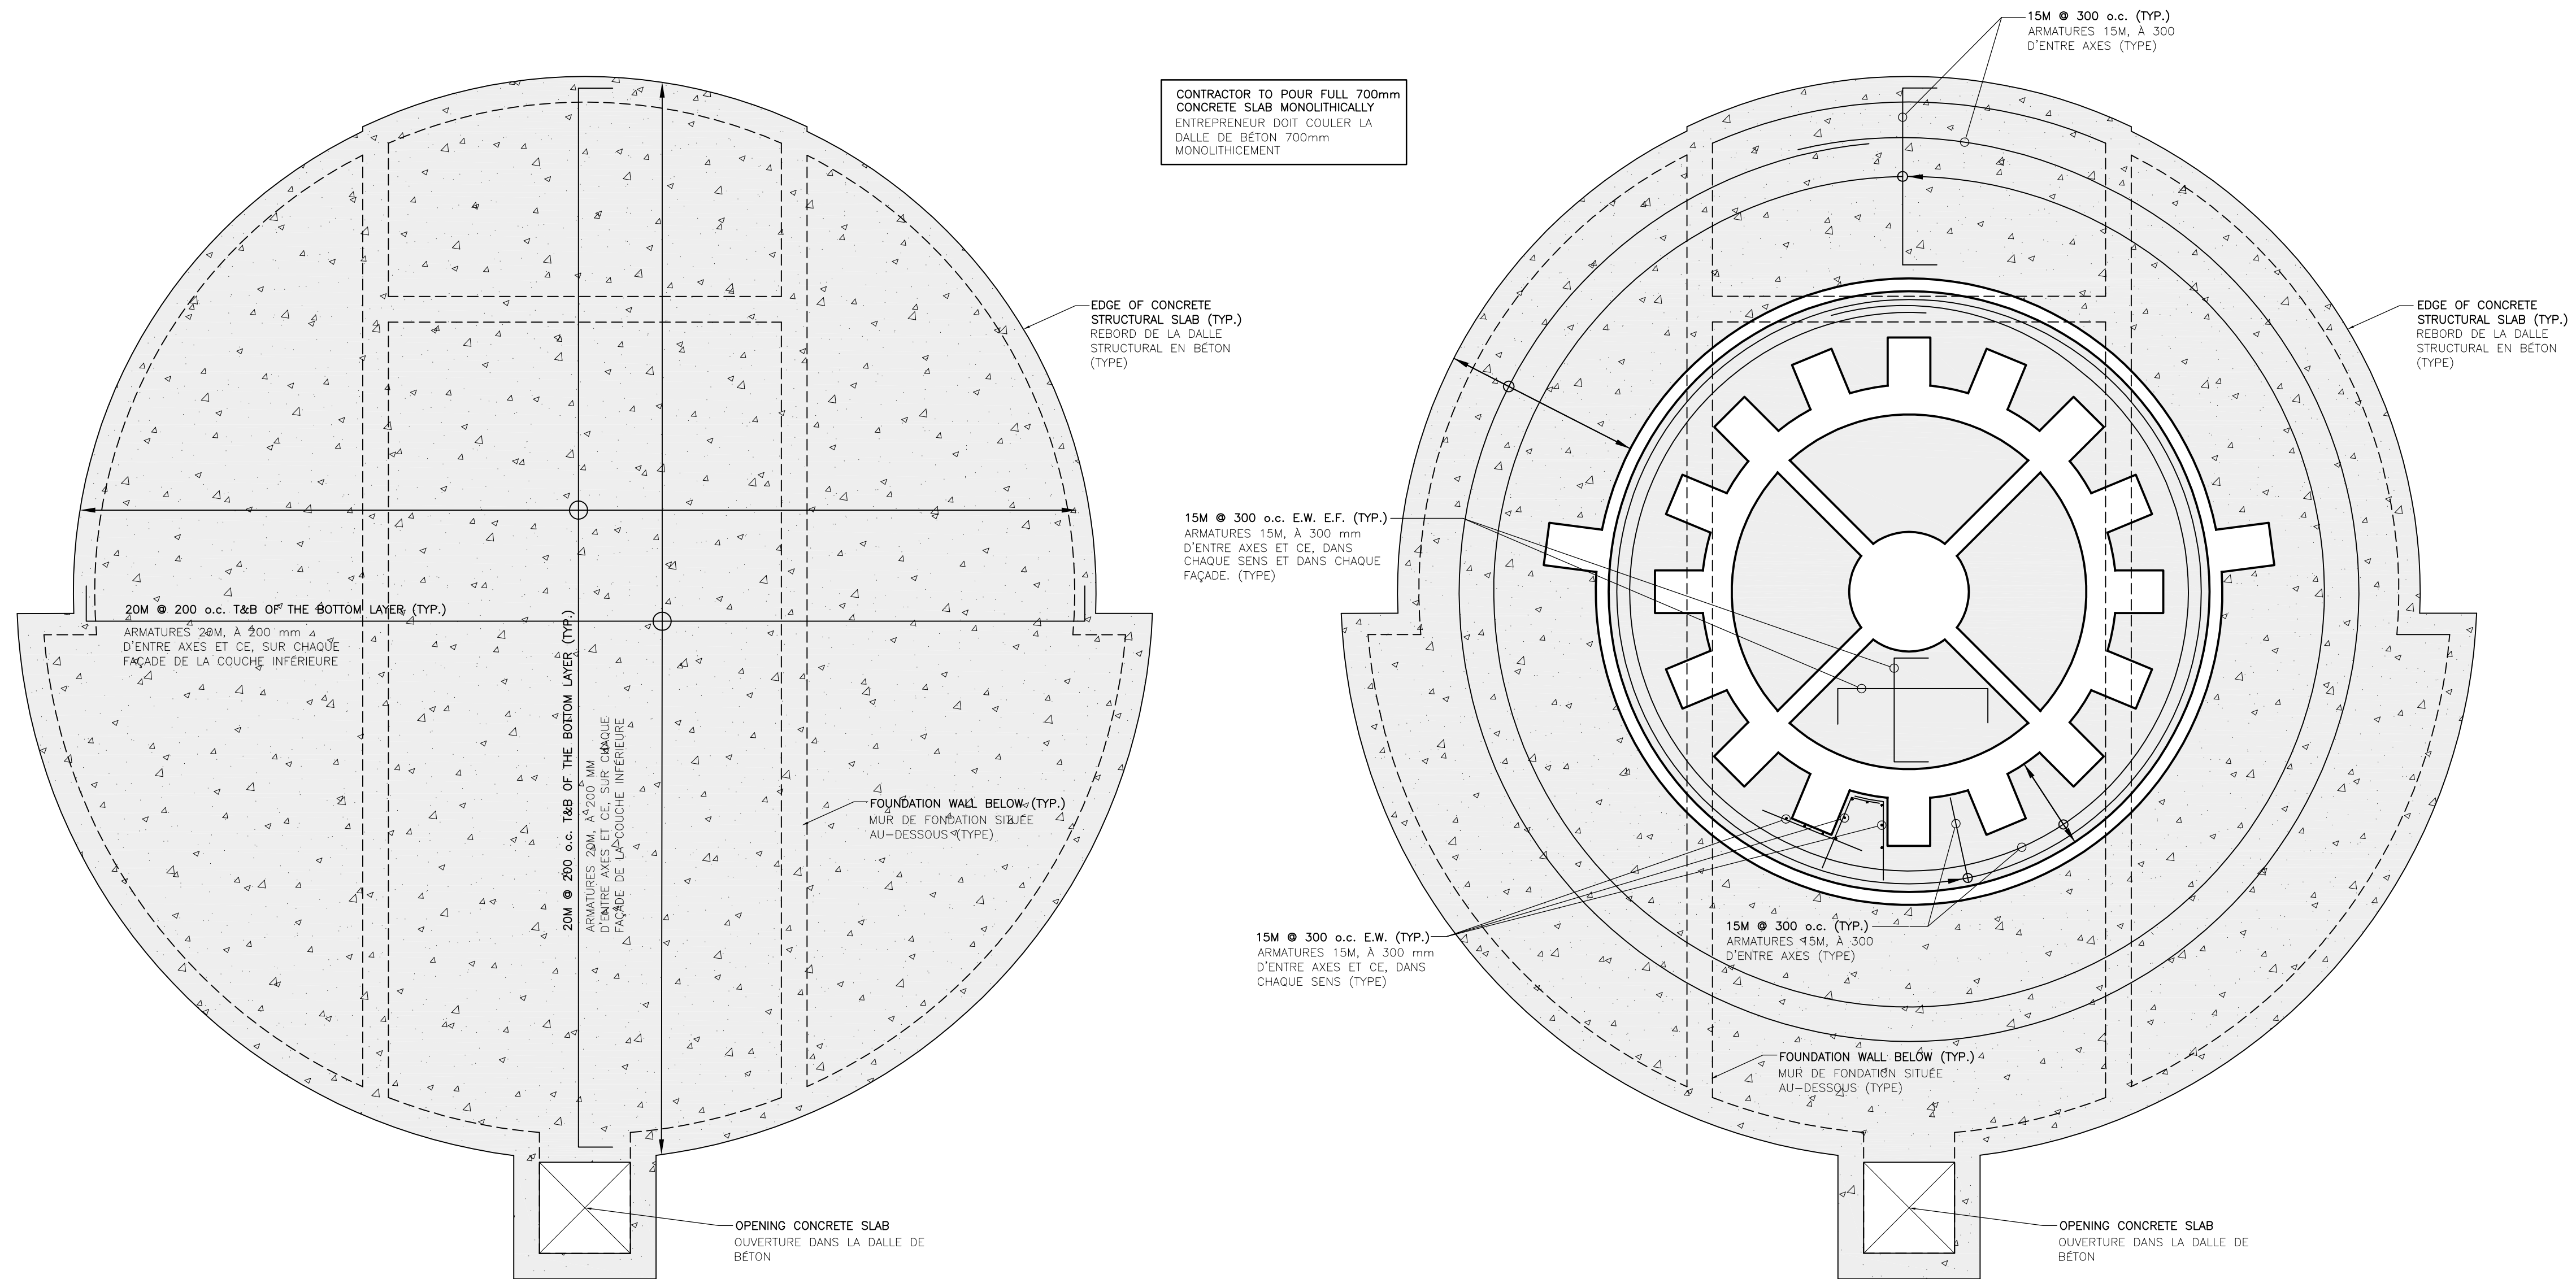 15M @ 300 o.c. (TYP.)
ARMATURES 15M, À 300
D'ENTRE AXES (TYPE)
CONTRACTOR TO POUR FULL 700mm
CONCRETE SLAB MONOLITHICALLY
ENTREPRENEUR DOIT COULER LA
DALLE DE BÉTON 700mm
MONOLITHICEMENT
EDGE OF CONCRETE
STRUCTURAL SLAB (TYP.)
REBORD DE LA DALLE
STRUCTURAL EN BÉTON
(TYPE)
EDGE OF CONCRETE
STRUCTURAL SLAB (TYP.)
REBORD DE LA DALLE
STRUCTURAL EN BÉTON
(TYPE)
15M @ 300 o.c. E.W. E.F. (TYP.)
ARMATURES 15M, À 300 mm
D'ENTRE AXES ET CE, DANS
CHAQUE SENS ET DANS CHAQUE
FAÇADE. (TYPE)
20M @ 200 o.c. T&B OF THE BOTTOM LAYER (TYP.)
ARMATURES 20M, À 200 mm
D'ENTRE AXES ET CE, SUR CHAQUE
FAÇADE DE LA COUCHE INFÉRIEURE
20M @ 200 o.c. T&B OF THE BOTTOM LAYER (TYP.)
ARMATURES 20M, À 200 MM
D'ENTRE AXES ET CE, SUR CHAQUE
FAÇADE DE LA COUCHE INFÉRIEURE
FOUNDATION WALL BELOW (TYP.)
MUR DE FONDATION SITUÉE
AU-DESSOUS (TYPE)
15M @ 300 o.c. E.W. (TYP.)
ARMATURES 15M, À 300 mm
D'ENTRE AXES ET CE, DANS
CHAQUE SENS (TYPE)
15M @ 300 o.c. (TYP.)
ARMATURES 15M, À 300
D'ENTRE AXES (TYPE)
FOUNDATION WALL BELOW (TYP.)
MUR DE FONDATION SITUÉE
AU-DESSOUS (TYPE)
OPENING CONCRETE SLAB
OUVERTURE DANS LA DALLE DE
BÉTON
OPENING CONCRETE SLAB
OUVERTURE DANS LA DALLE DE
BÉTON